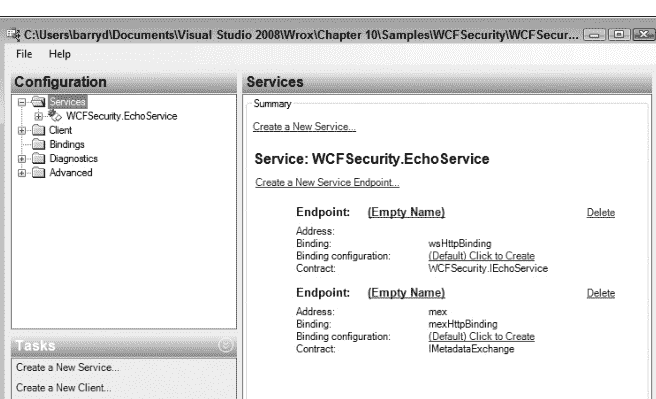 C:\Users\barryd\Documents\Visual Studio 2008\Wrox\Chapter 10\Samples\WCFSecurity\WCFSecur...
File Help
Configuration
Services
WCFSecurity.EchoService
Client
Bindings
Diagnostics
Advanced
Tasks
Create a New Service...
Create a New Client...
Services
Summary
Create a New Service...
Service: WCFSecurity.EchoService
Create a New Service Endpoint...
Endpoint: (Empty Name) Delete
Address:
Binding: wsHttpBinding
Binding configuration: (Default) Click to Create
Contract: WCFSecurity.IEchoService
Endpoint: (Empty Name) Delete
Address: mex
Binding: mexHttpBinding
Binding configuration: (Default) Click to Create
Contract: IMetadataExchange